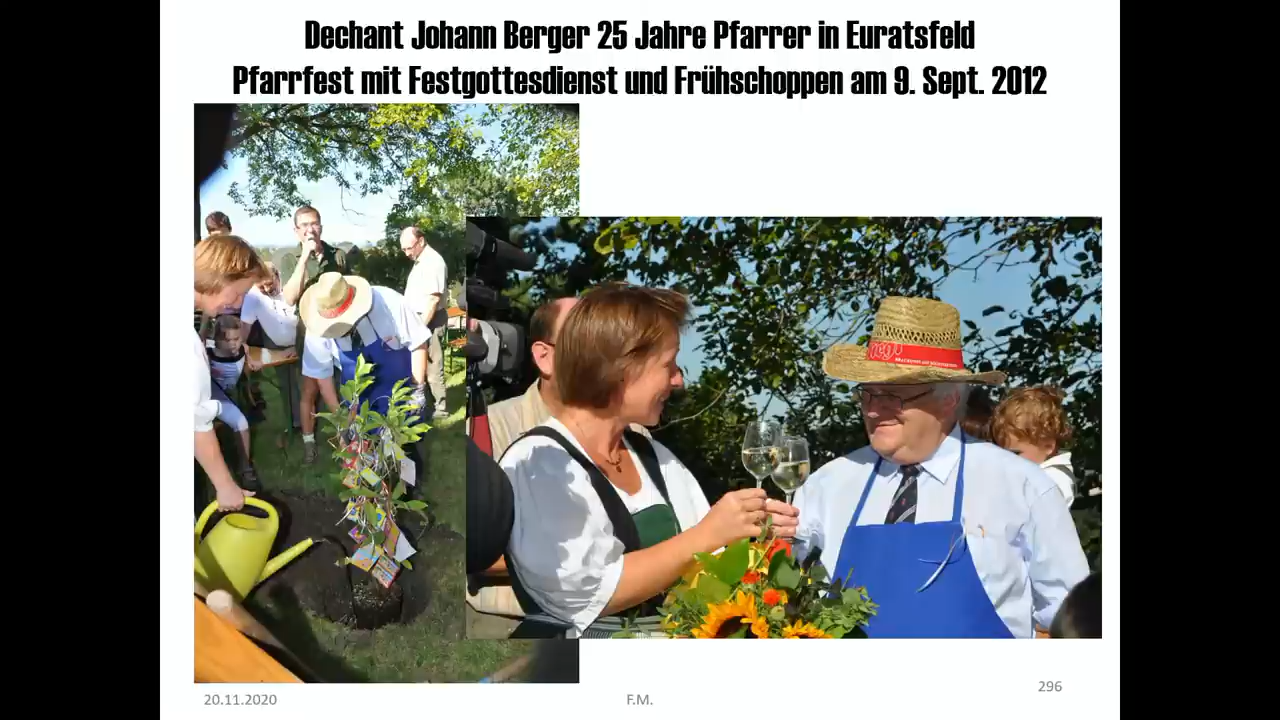 Dechant Johann Berger 25 Jahre Pfarrer in Euratsfeld
Pfarrfest mit Festgottesdienst und Frühschoppen am 9. Sept. 2012
20.11.2020
F.M.
296